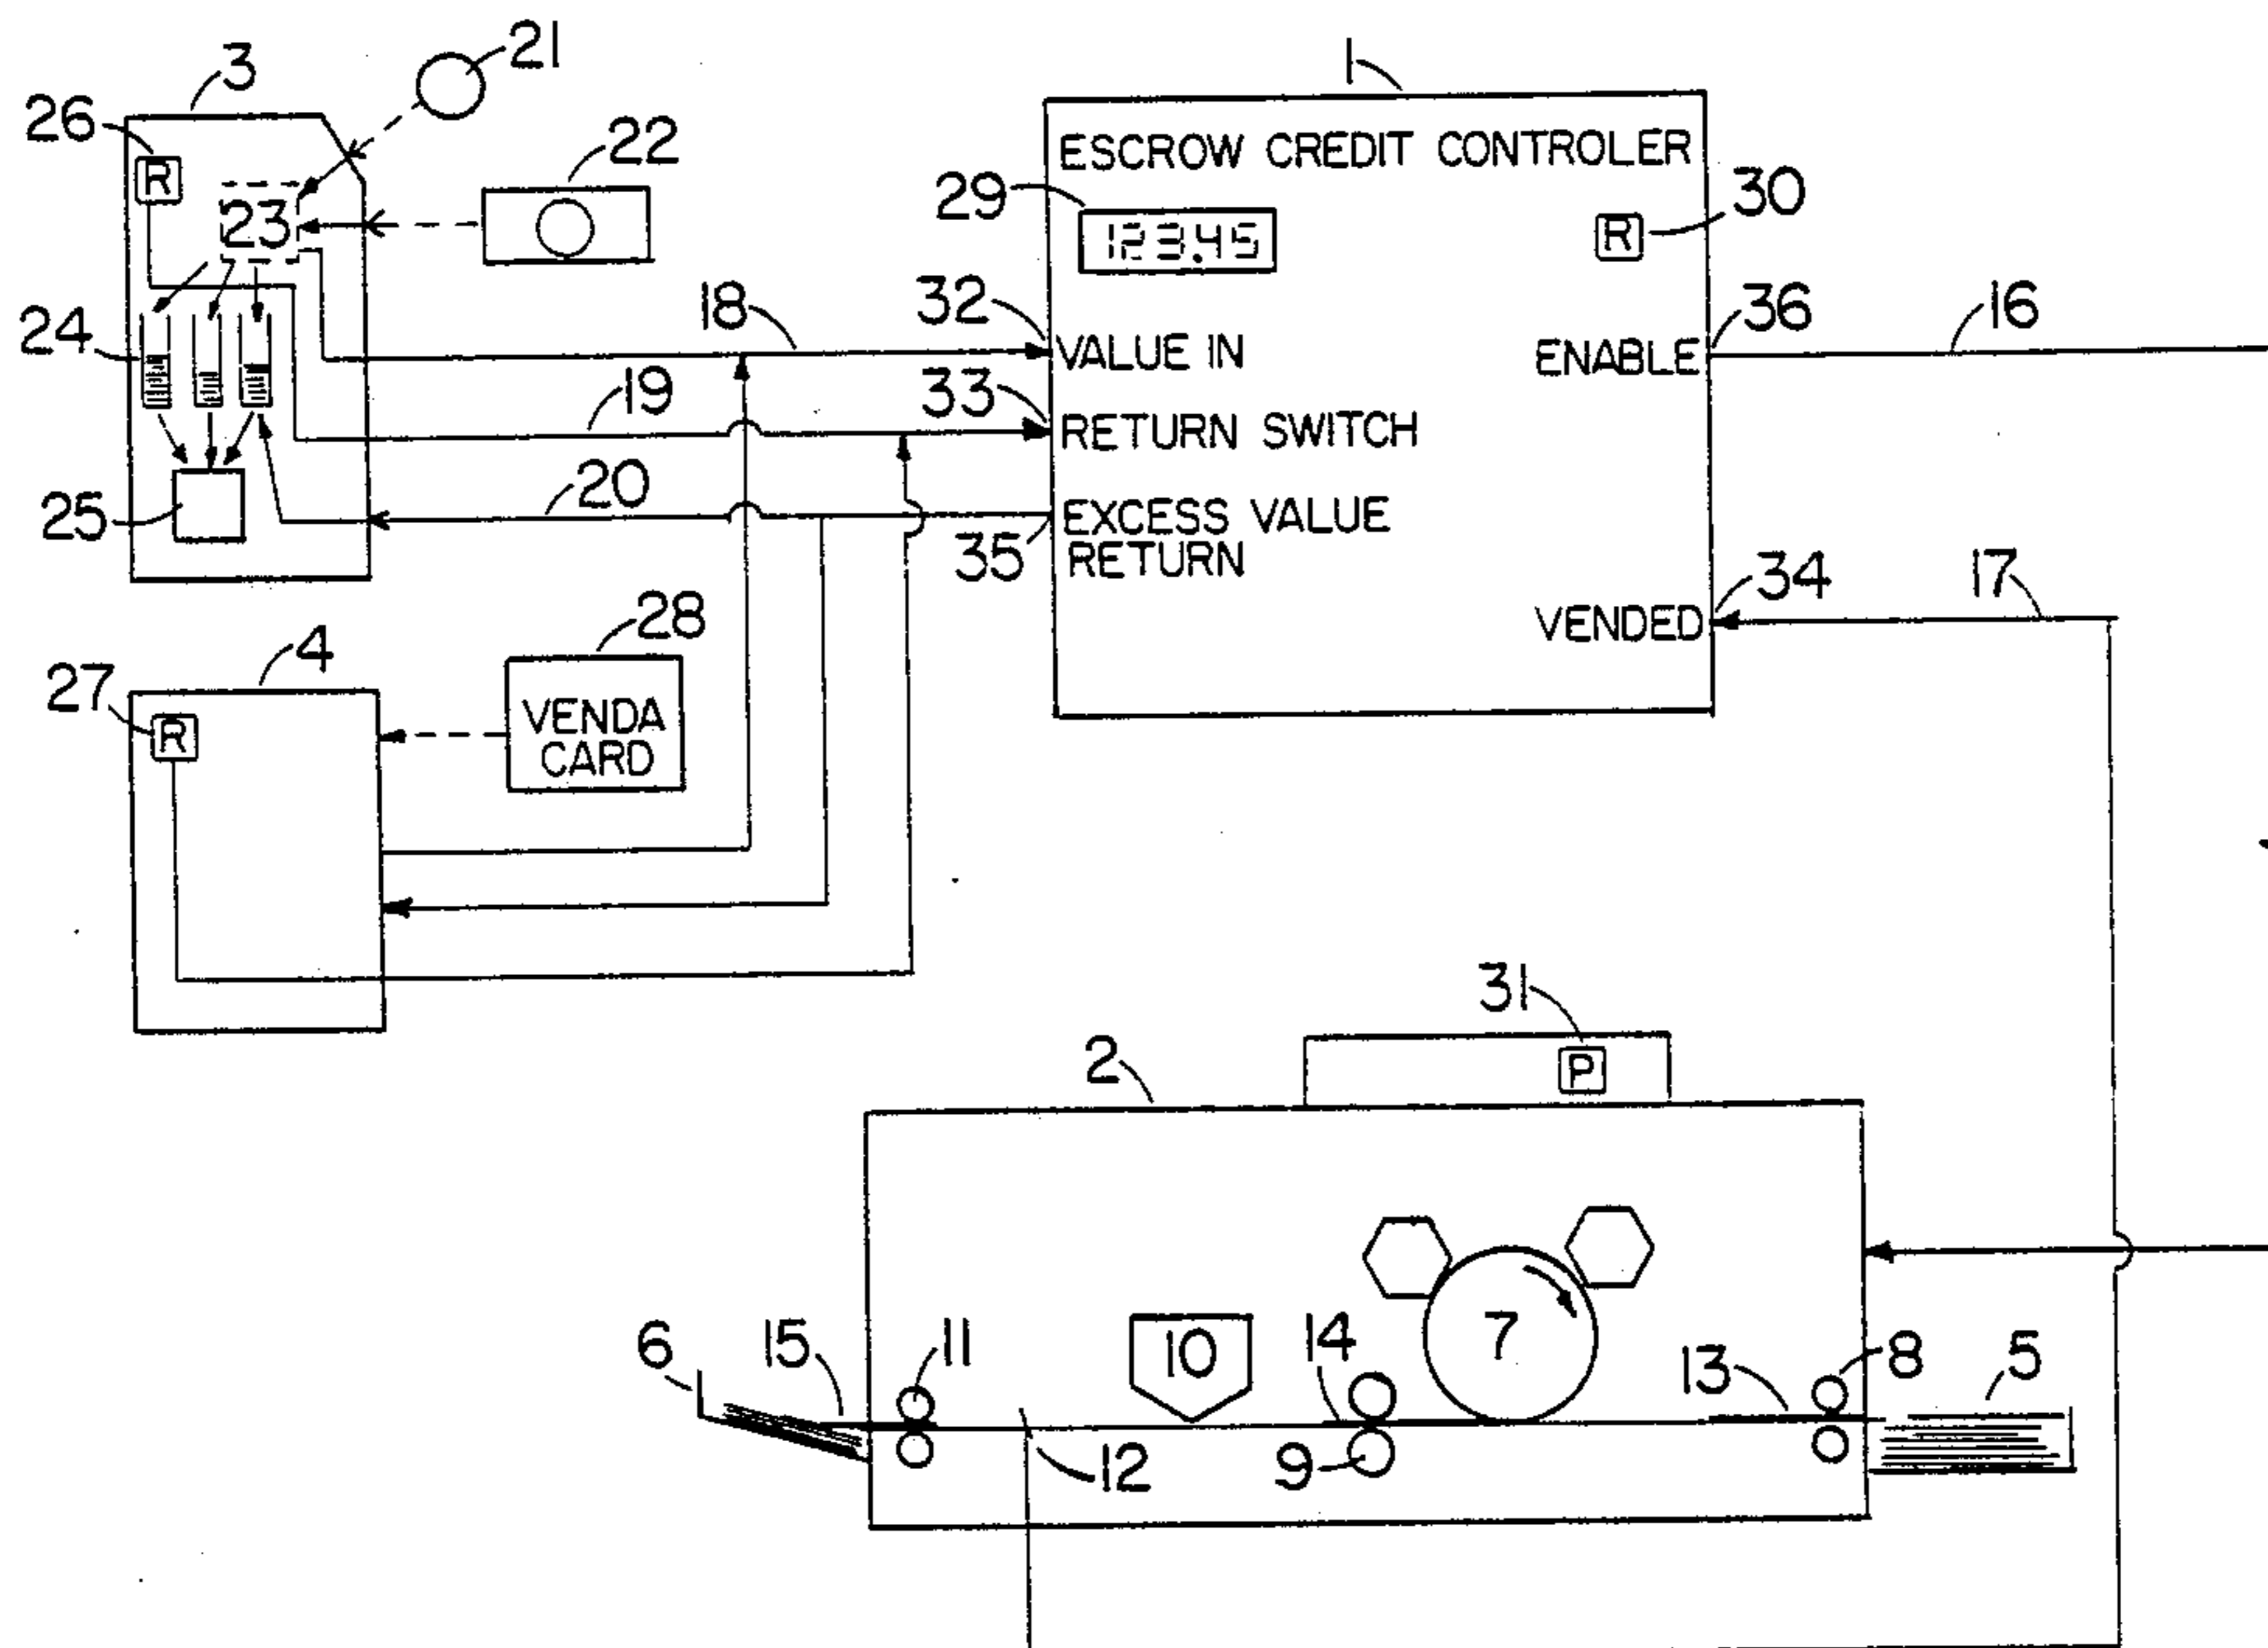 3
21
26
R
22
23
24
25
18
19
20
1
ESCROW CREDIT CONTROLER
29
123.45
30
R
32
VALUE IN
36
ENABLE
16
33
RETURN SWITCH
35
EXCESS VALUE
RETURN
34
VENDED
17
4
27
R
28
VENDA
CARD
2
31
P
6
15
11
10
14
7
13
8
5
12
9